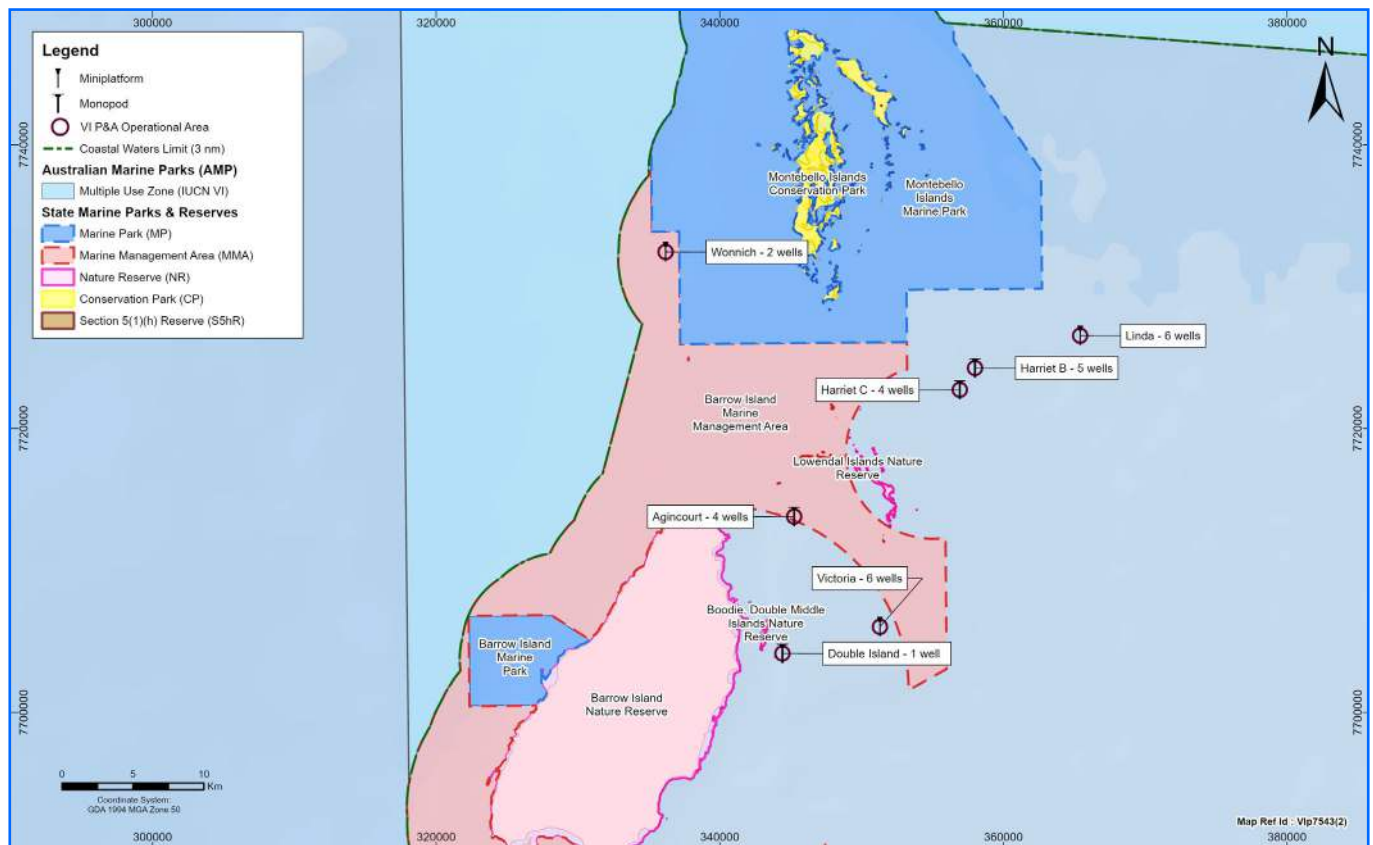 300000
320000
340000
360000
380000
Legend
Miniplatform
Monopod
VI P&A Operational Area
Coastal Waters Limit (3 nm)
Australian Marine Parks (AMP)
Multiple Use Zone (IUCN VI)
State Marine Parks & Reserves
Marine Park (MP)
Marine Management Area (MMA)
Nature Reserve (NR)
Conservation Park (CP)
Section 5(1)(h) Reserve (S5hR)
N
7740000
7740000
Montebello Islands
Conservation Park
Montebello
Islands
Marine Park
Wonnich - 2 wells
Linda - 6 wells
Harriet B - 5 wells
Harriet C - 4 wells
Barrow Island
Marine
Management Area
7720000
7720000
Lowendal Islands Nature
Reserve
Agincourt - 4 wells
Victoria - 6 wells
Boodie, Double Middle
Islands Nature
Reserve
Double Island - 1 well
Barrow Island
Marine
Park
Barrow Island
Nature Reserve
7700000
7700000
0 5 10
Km
Coordinate System:
GDA 1994 MGA Zone 50
Map Ref Id : VIp7543(2)
300000
320000
340000
360000
380000